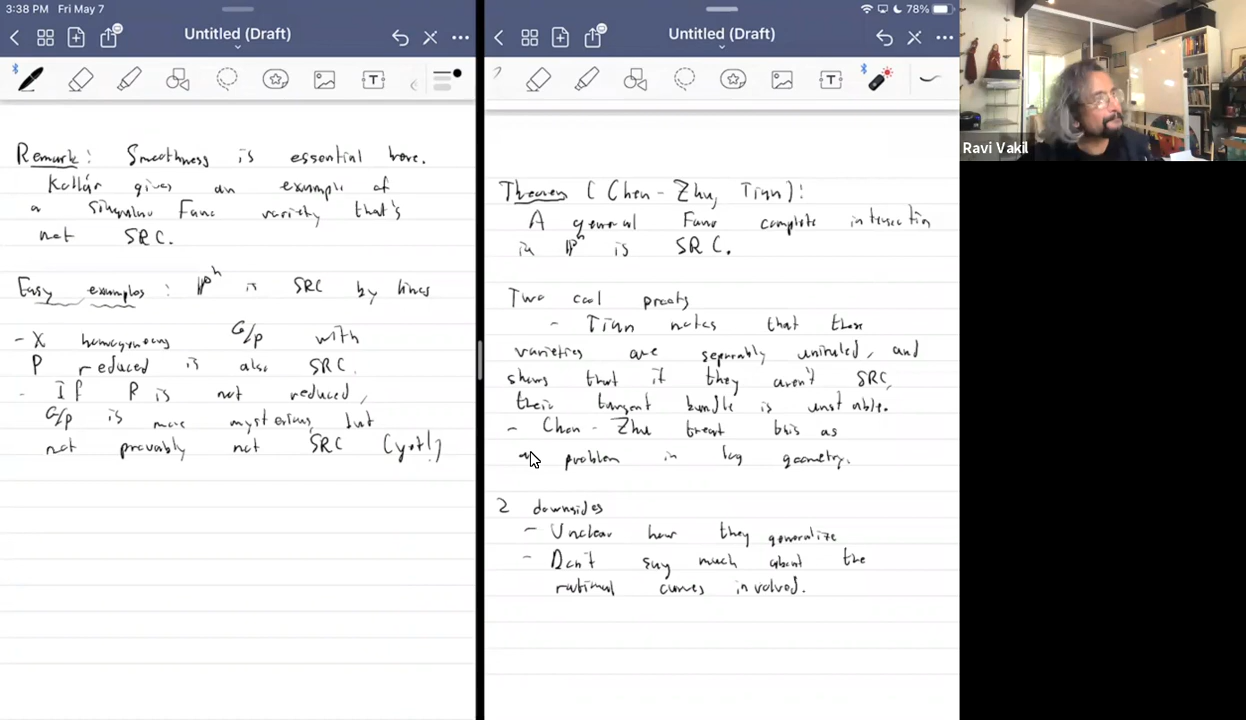 3:38 PM Fri May 7
Untitled (Draft)
Remark: Smoothness is essential here.
Kollár gives an example of
a singular Fano variety that's
not SRC.
Easy examples: ℙⁿ is SRC by lines
- X homogeneous G/P with
P reduced is also SRC.
- If P is not reduced,
G/P is more mysterious, but
not provably not SRC (yet!)
78%
Untitled (Draft)
Theorem (Chen-Zhu, Tian):
A general Fano complete intersection
in ℙⁿ is SRC.
Two cool proofs
- Tian notes that these
varieties are separably uniruled, and
shows that if they aren't SRC,
their tangent bundle is unstable.
- Chen-Zhu treat this as
a problem in log geometry.
2 downsides
- Unclear how they generalize
- Don't say much about the
rational curves involved.
Ravi Vakil